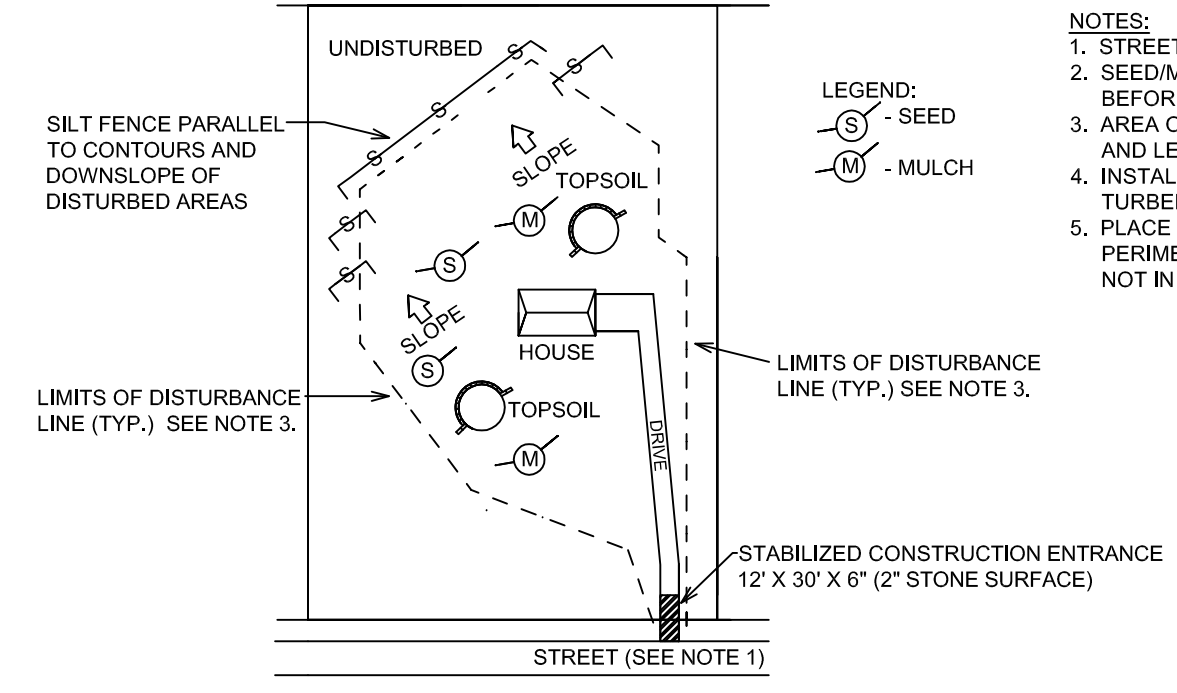 UNDISTURBED
S
S
S
S
S
S
SILT FENCE PARALLEL
TO CONTOURS AND
DOWNSLOPE OF
DISTURBED AREAS
SLOPE
TOPSOIL
M
S
SLOPE
HOUSE
S
TOPSOIL
M
DRIVE
LIMITS OF DISTURBANCE
LINE (TYP.) SEE NOTE 3.
LIMITS OF DISTURBANCE
LINE (TYP.) SEE NOTE 3.
STABILIZED CONSTRUCTION ENTRANCE
12' X 30' X 6" (2" STONE SURFACE)
STREET (SEE NOTE 1)
LEGEND:
S - SEED
M - MULCH
NOTES:
1. STREET
2. SEED/M
BEFOR
3. AREA O
AND LE
4. INSTAL
TURBE
5. PLACE
PERIME
NOT IN